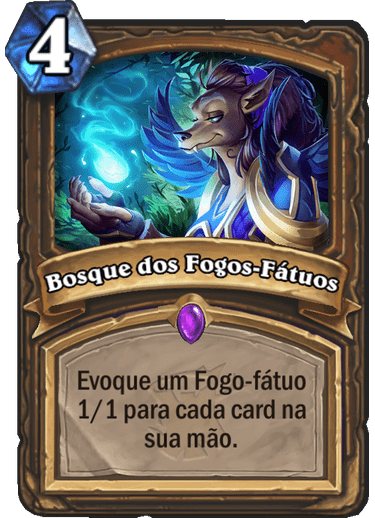 4
Bosque dos Fogos-Fátuos
Evoque um Fogo-fátuo
1/1 para cada card na
sua mão.